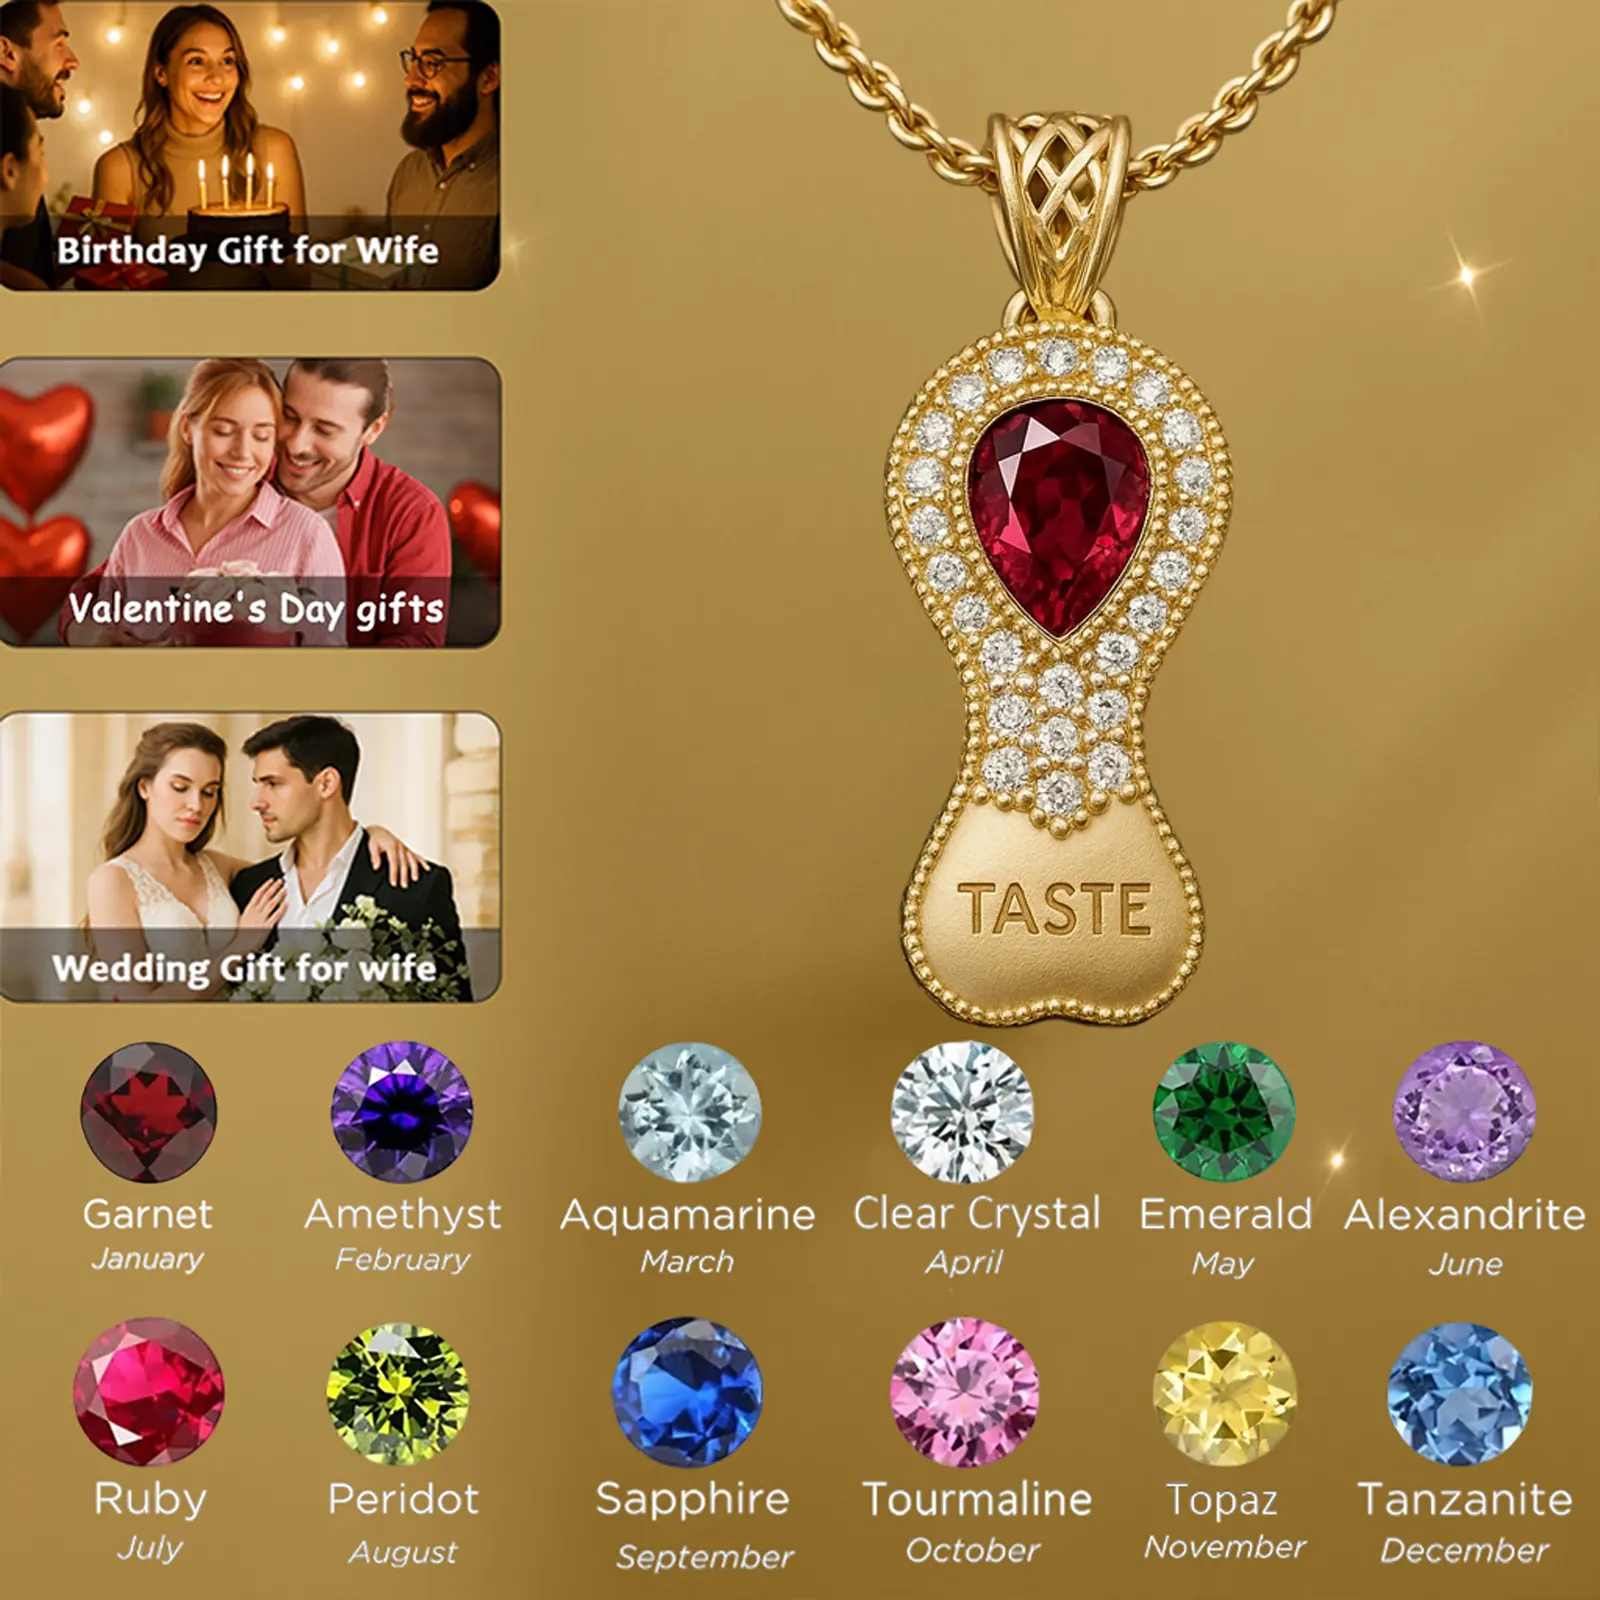 Birthday Gift for Wife
Valentine's Day gifts
Wedding Gift for wife
TASTE
Garnet
January
Amethyst
February
Aquamarine
March
Clear Crystal
April
Emerald
May
Alexandrite
June
Ruby
July
Peridot
August
Sapphire
September
Tourmaline
October
Topaz
November
Tanzanite
December